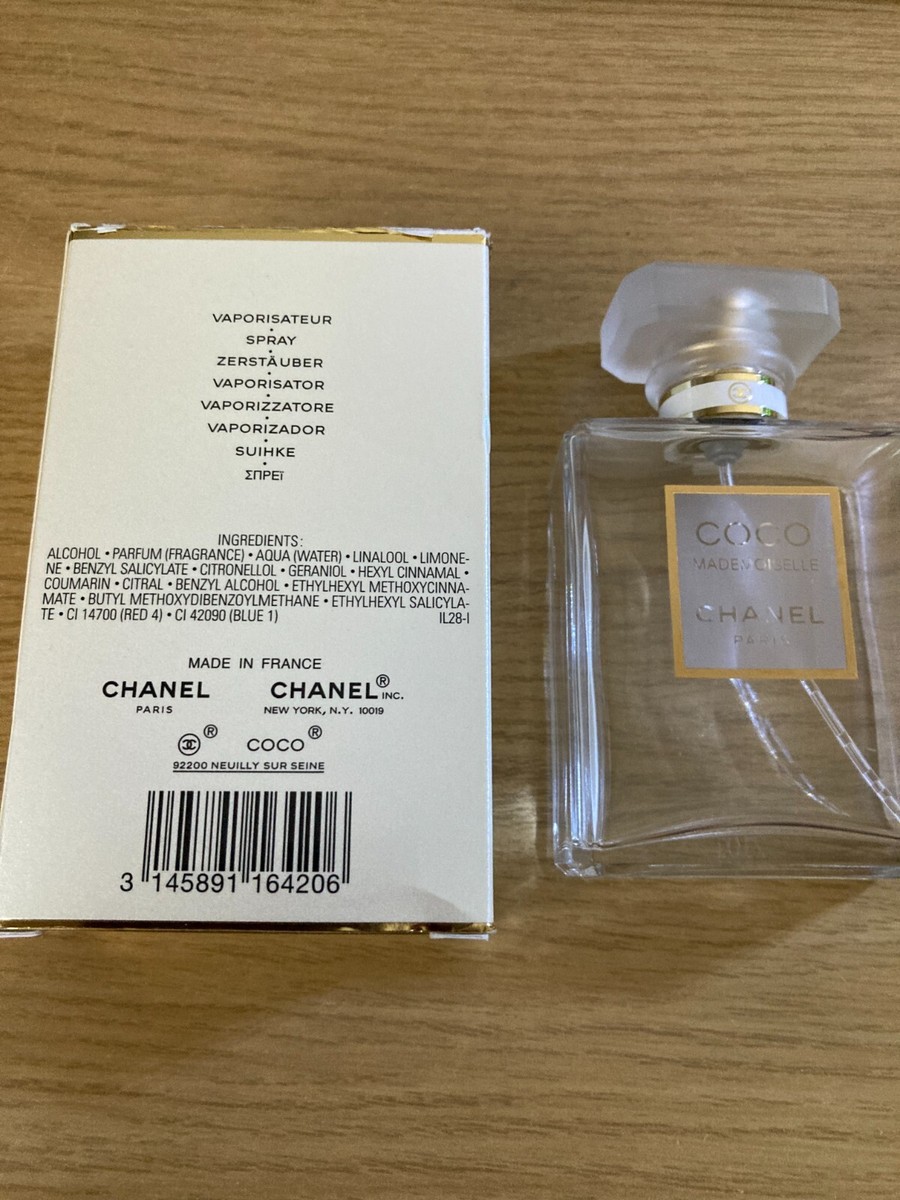 VAPORISATEUR
•
SPRAY
•
ZERSTÄUBER
•
VAPORISATOR
•
VAPORIZZATORE
•
VAPORIZADOR
•
SUIHKE
•
ΣΠΡΕΪ
INGREDIENTS:
ALCOHOL • PARFUM (FRAGRANCE) • AQUA (WATER) • LINALOOL • LIMONE-
NE • BENZYL SALICYLATE • CITRONELLOL • GERANIOL • HEXYL CINNAMAL •
COUMARIN • CITRAL • BENZYL ALCOHOL • ETHYLHEXYL METHOXYCINNA-
MATE • BUTYL METHOXYDIBENZOYLMETHANE • ETHYLHEXYL SALICYLA-
TE • CI 14700 (RED 4) • CI 42090 (BLUE 1) IL28-I
MADE IN FRANCE
CHANEL CHANEL® INC.
PARIS NEW YORK, N.Y. 10019
® COCO®
92200 NEUILLY SUR SEINE
3 145891 164206
COCO
MADEMOISELLE
CHANEL
PARIS